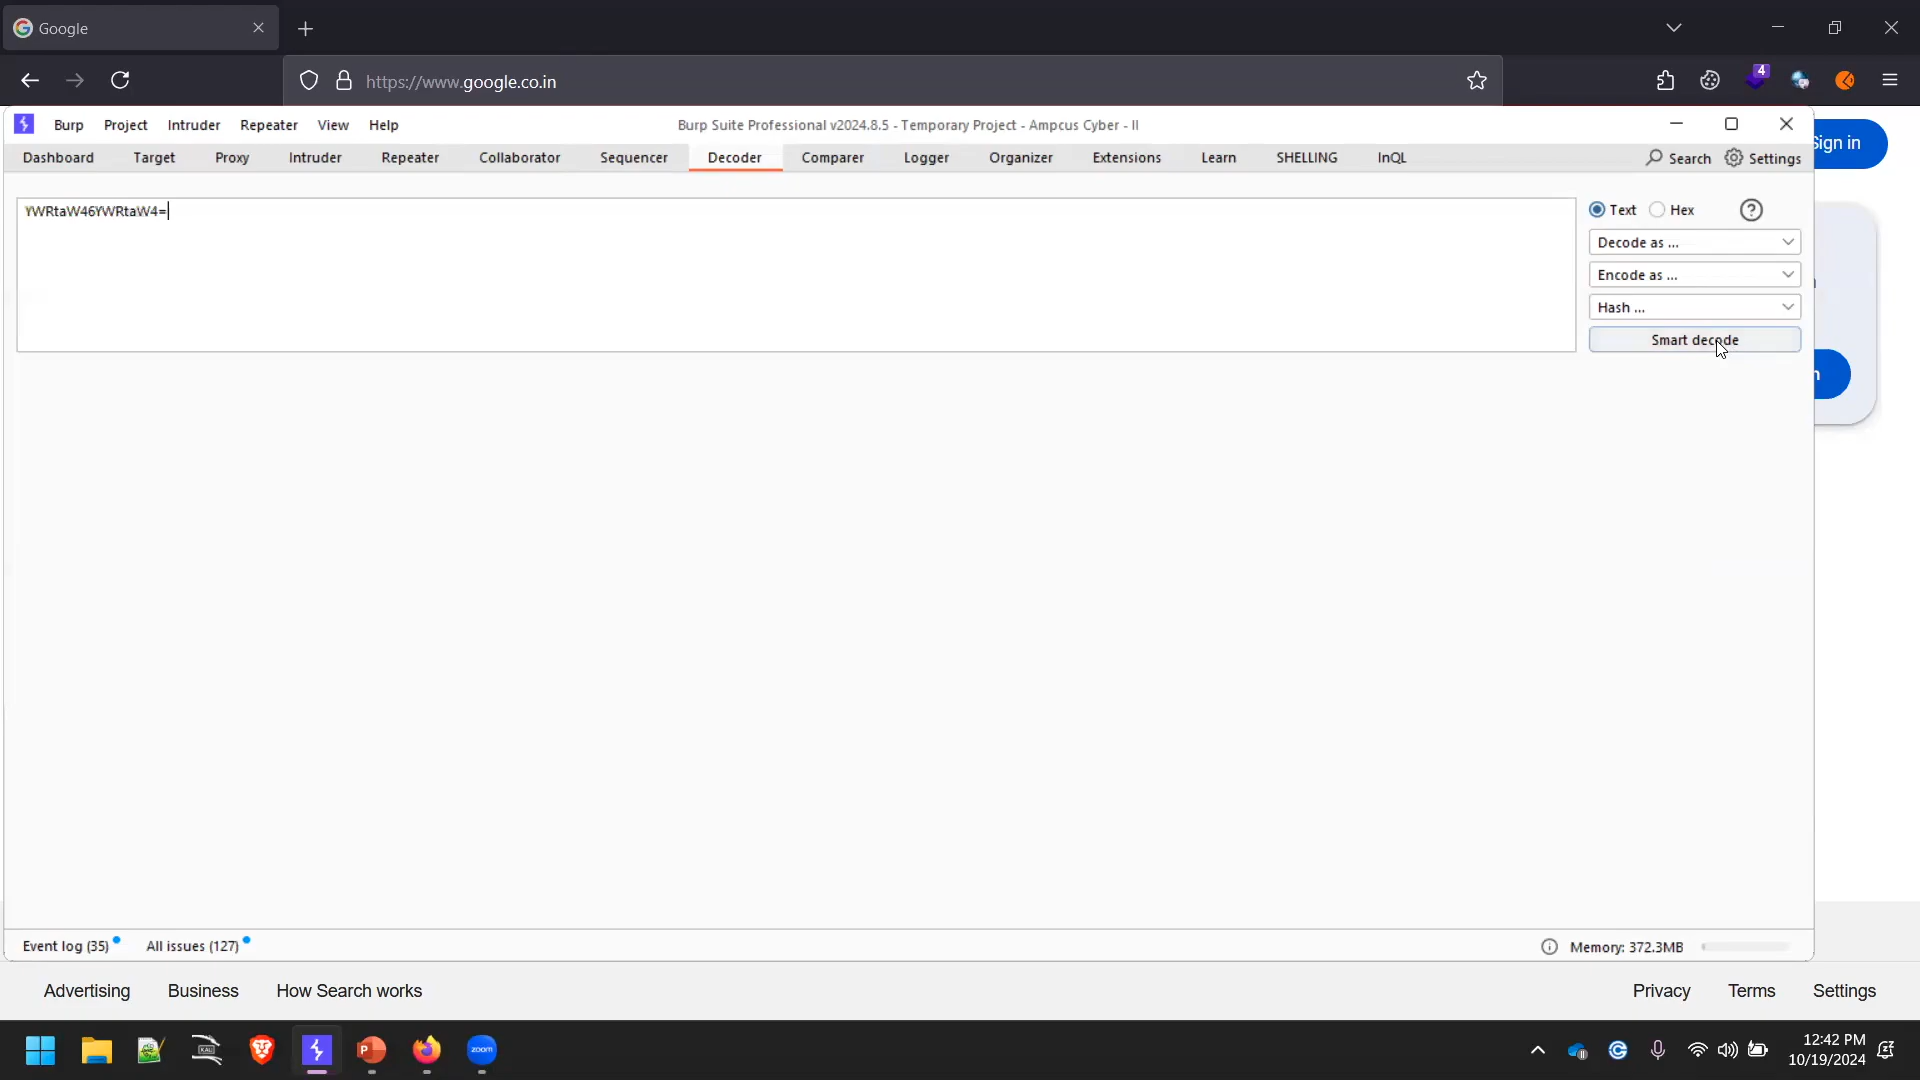 Google
https://www.google.co.in
4
Burp Project Intruder Repeater View Help
Burp Suite Professional v2024.8.5 - Temporary Project - Ampcus Cyber - II
Sign in
Dashboard Target Proxy Intruder Repeater Collaborator Sequencer Decoder Comparer Logger Organizer Extensions Learn SHELLING InQL
Search Settings
YWRtaW46YWRtaW4=
Text Hex ?
Decode as ...
Encode as ...
Hash ...
Smart decode
n
Event log (35) All issues (127)
Memory: 372.3MB
Advertising Business How Search works
Privacy Terms Settings
KALI
P
zoom
12:42 PM
10/19/2024